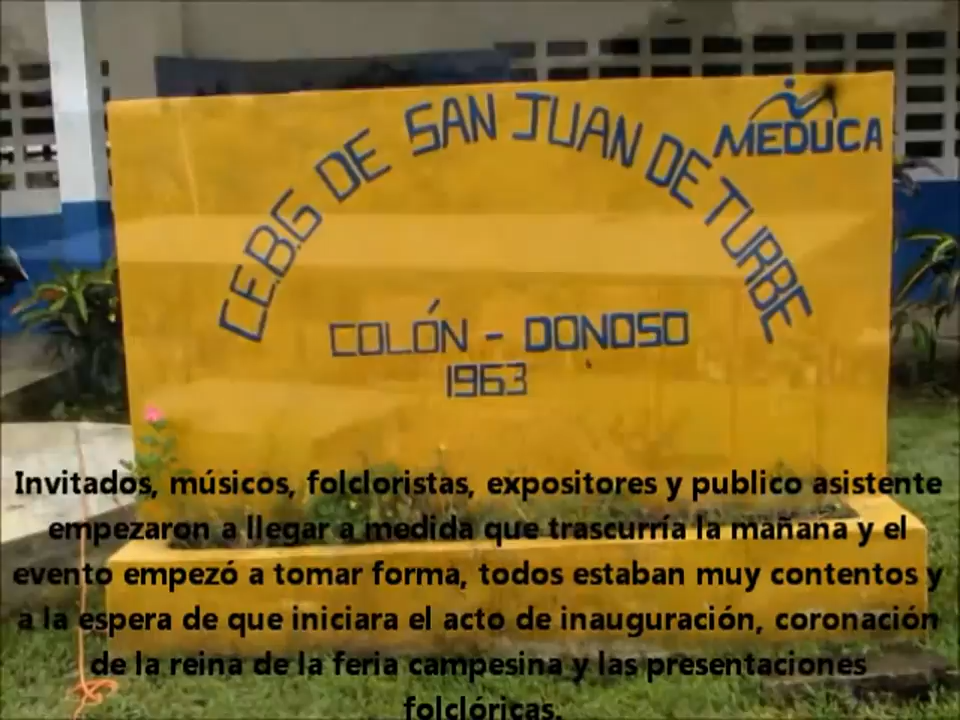 C.E.B.G DE SAN JUAN DE TURBE
MEDUCA
COLÓN - DONOSO
1963
Invitados, músicos, folcloristas, expositores y publico asistente
empezaron a llegar a medida que trascurría la mañana y el
evento empezó a tomar forma, todos estaban muy contentos y
a la espera de que iniciara el acto de inauguración, coronación
de la reina de la feria campesina y las presentaciones
folclóricas.